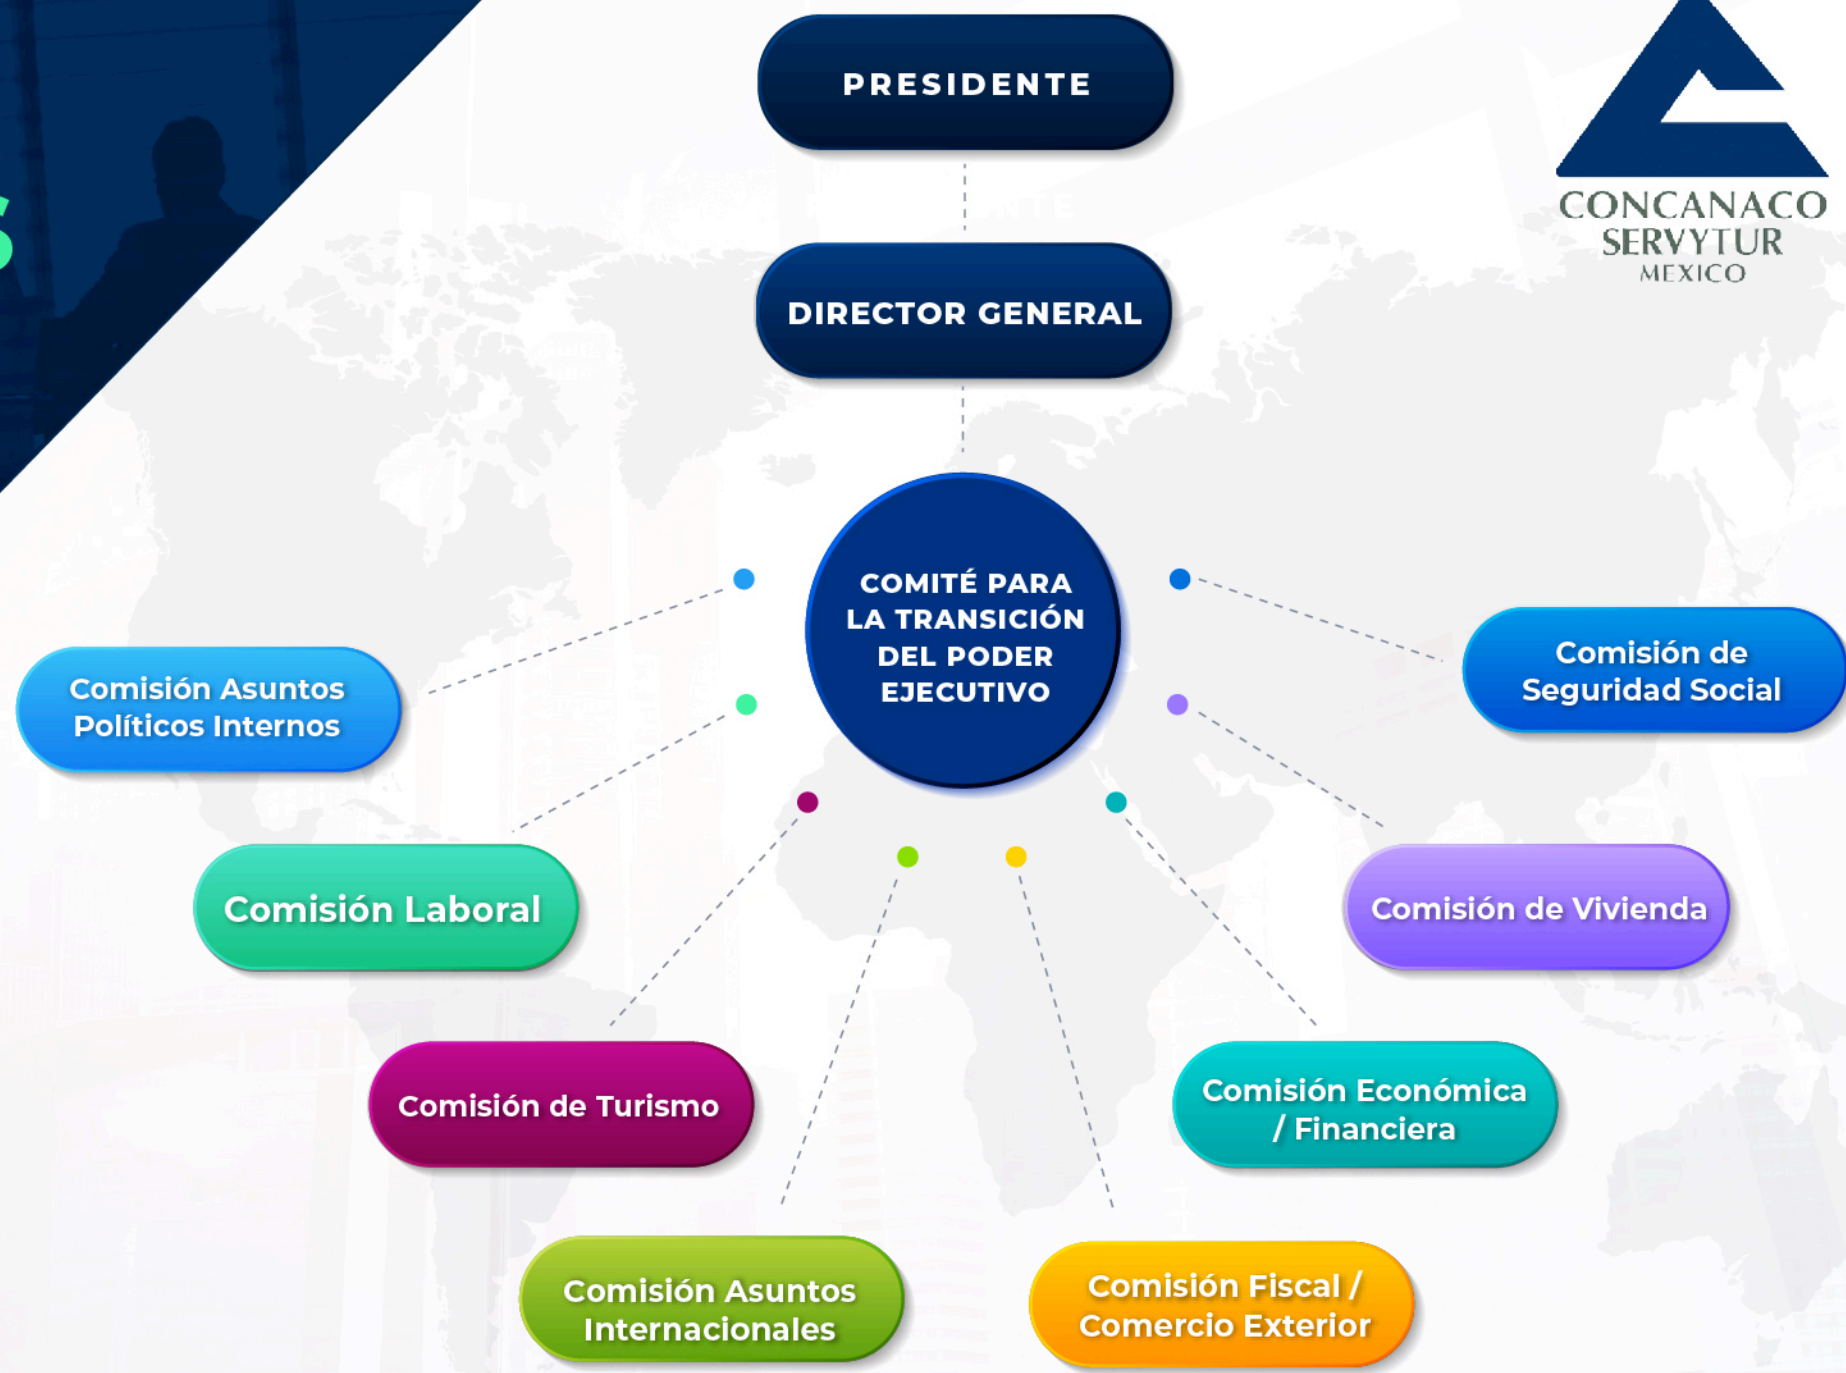 PRESIDENTE
CONCANACO
SERVYTUR
MEXICO
S
DIRECTOR GENERAL
COMITÉ PARA
LA TRANSICIÓN
DEL PODER
EJECUTIVO
Comisión Asuntos
Políticos Internos
Comisión de
Seguridad Social
Comisión Laboral
Comisión de Vivienda
Comisión de Turismo
Comisión Económica
/ Financiera
Comisión Asuntos
Internacionales
Comisión Fiscal /
Comercio Exterior